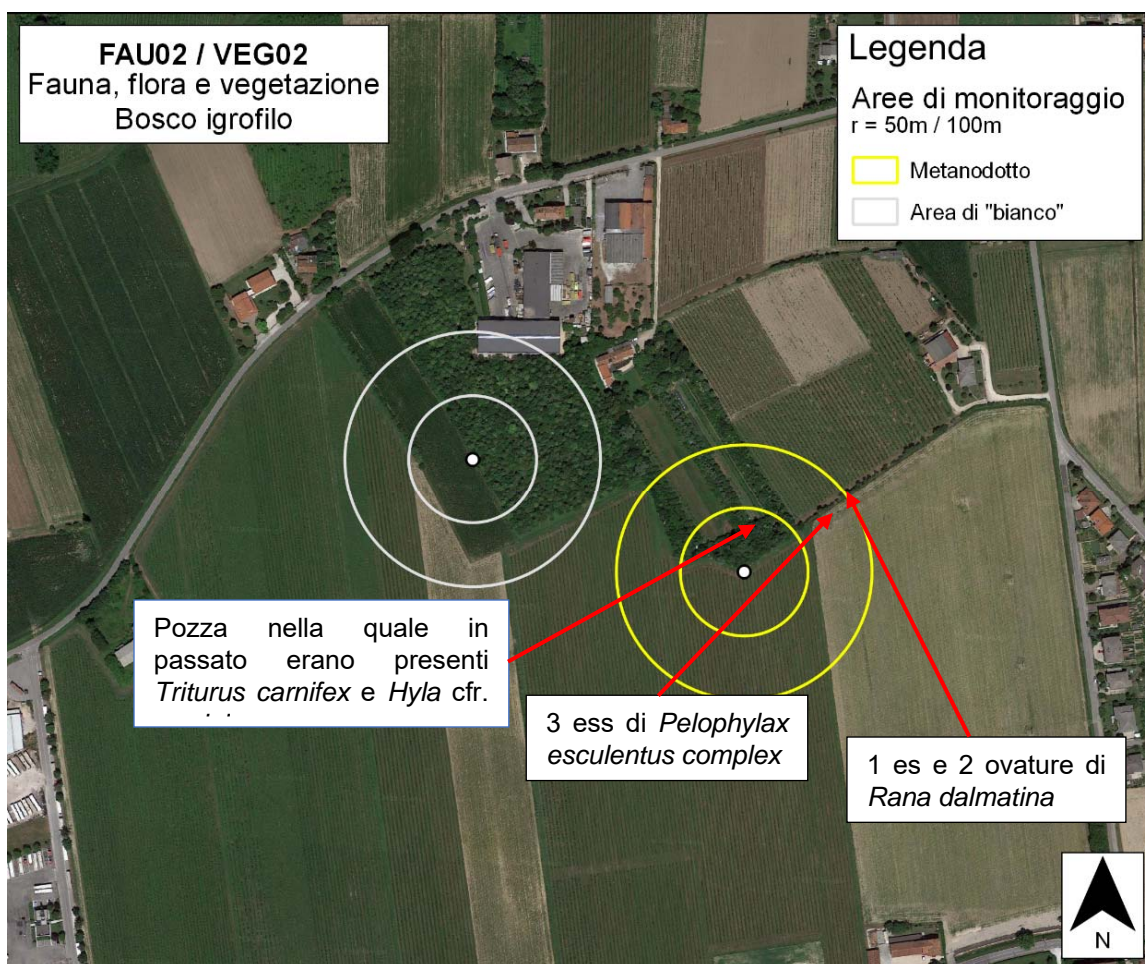 FAU02 / VEG02
Fauna, flora e vegetazione
Bosco igrofilo
Legenda
Aree di monitoraggio
r = 50m / 100m
Metanodotto
Area di "bianco"
Pozza nella quale in
passato erano presenti
Triturus carnifex e Hyla cfr.
3 ess di Pelophylax
esculentus complex
1 es e 2 ovature di
Rana dalmatina
N